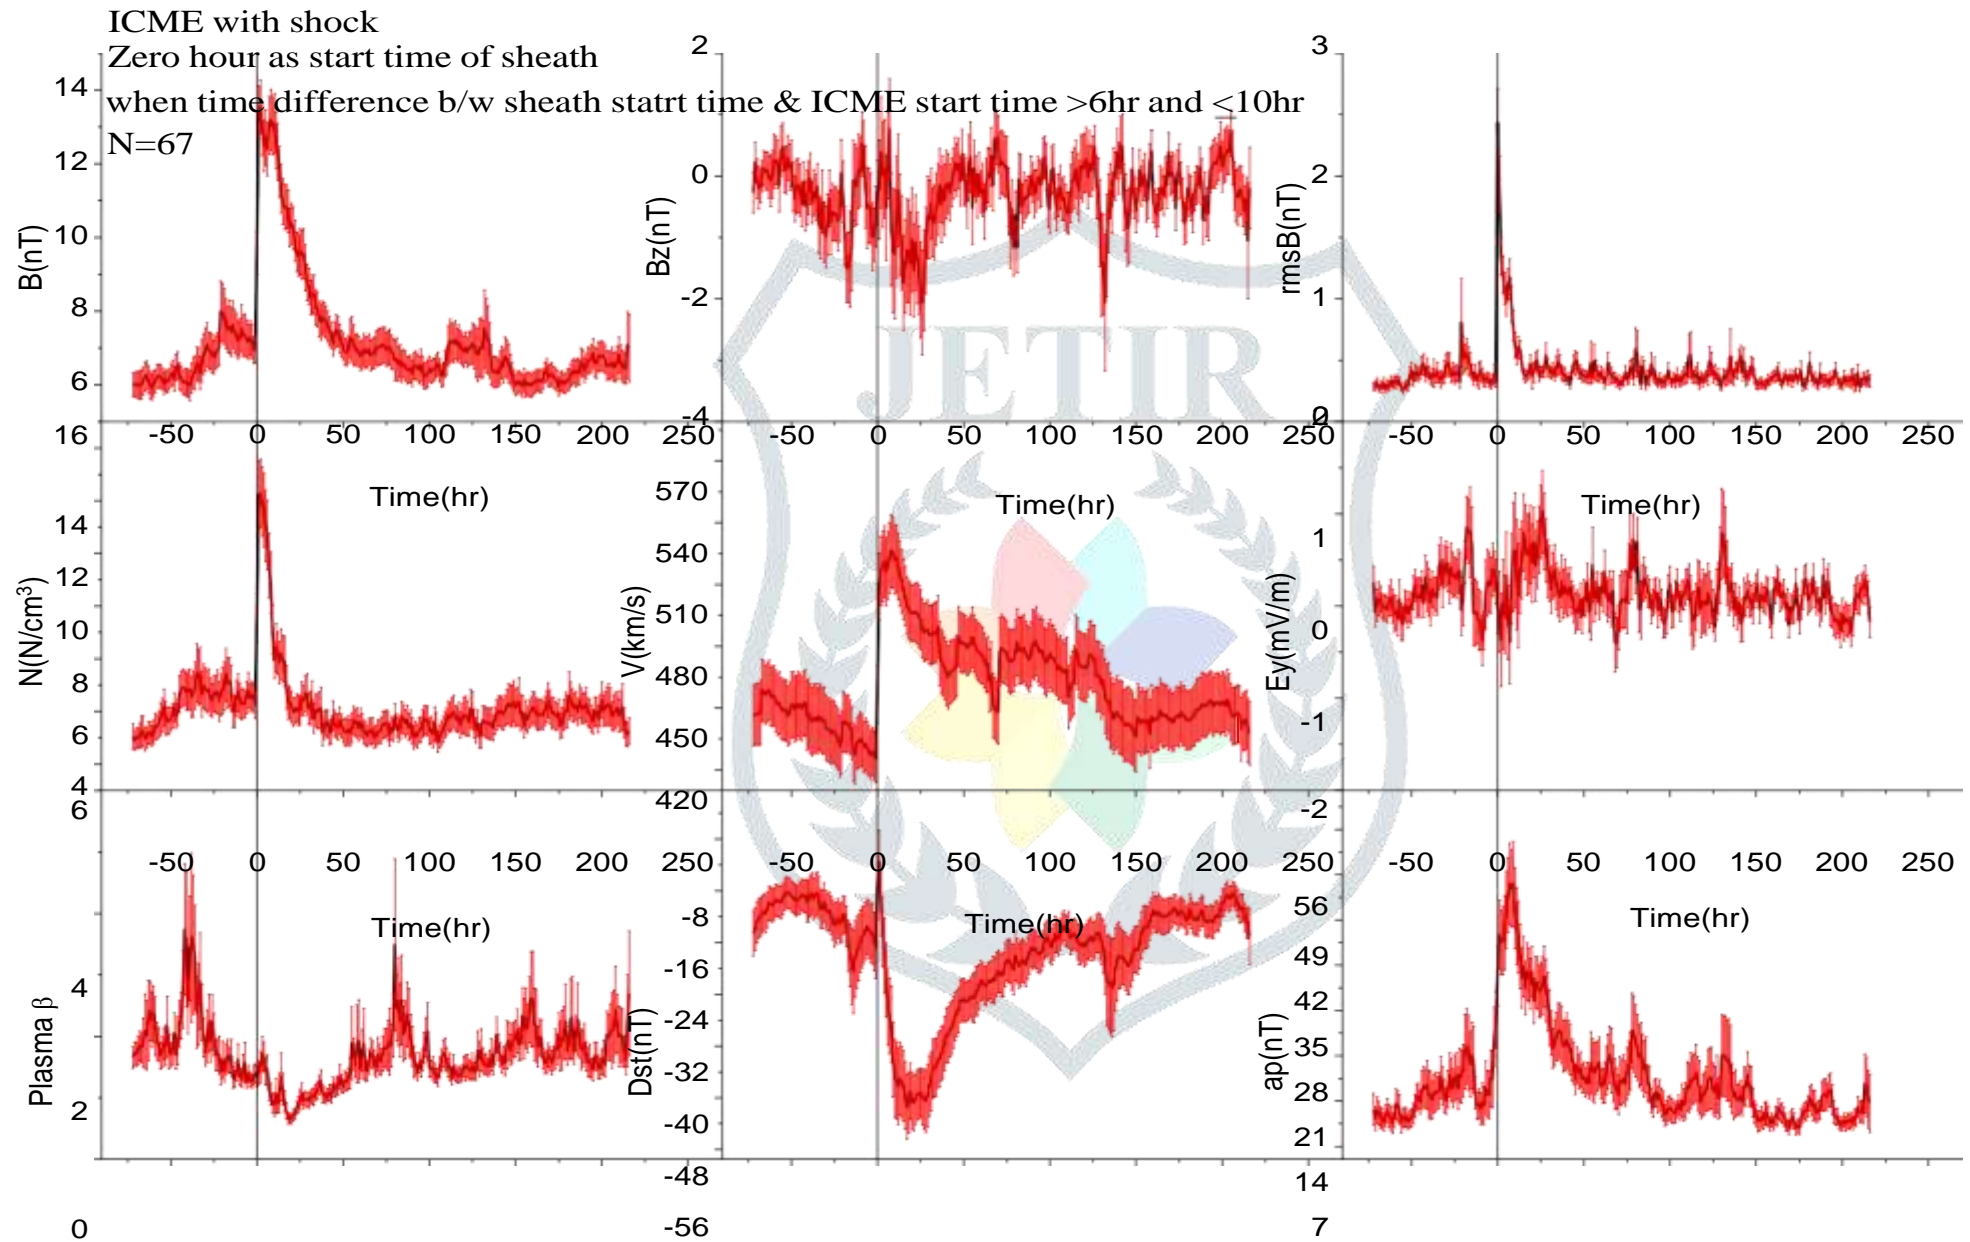 ICME with shock
Zero hour as start time of sheath
when time difference b/w sheath statrt time & ICME start time >6hr and <10hr
N=67
14
12
10
8
6
B(nT)
-50 0 50 100 150 200 250
Time(hr)
2
0
-2
-4
Bz(nT)
-50 0 50 100 150 200 250
Time(hr)
3
2
1
0
rmsB(nT)
-50 0 50 100 150 200 250
Time(hr)
JETIR
16
14
12
10
8
6
4
N(N/cm³)
-50 0 50 100 150 200 250
Time(hr)
570
540
510
480
450
420
V(km/s)
-50 0 50 100 150 200 250
Time(hr)
1
0
-1
-2
Ey(mV/m)
-50 0 50 100 150 200 250
Time(hr)
6
4
2
0
Plasma β
-8
-16
-24
-32
-40
-48
-56
Dst(nT)
56
49
42
35
28
21
14
7
ap(nT)